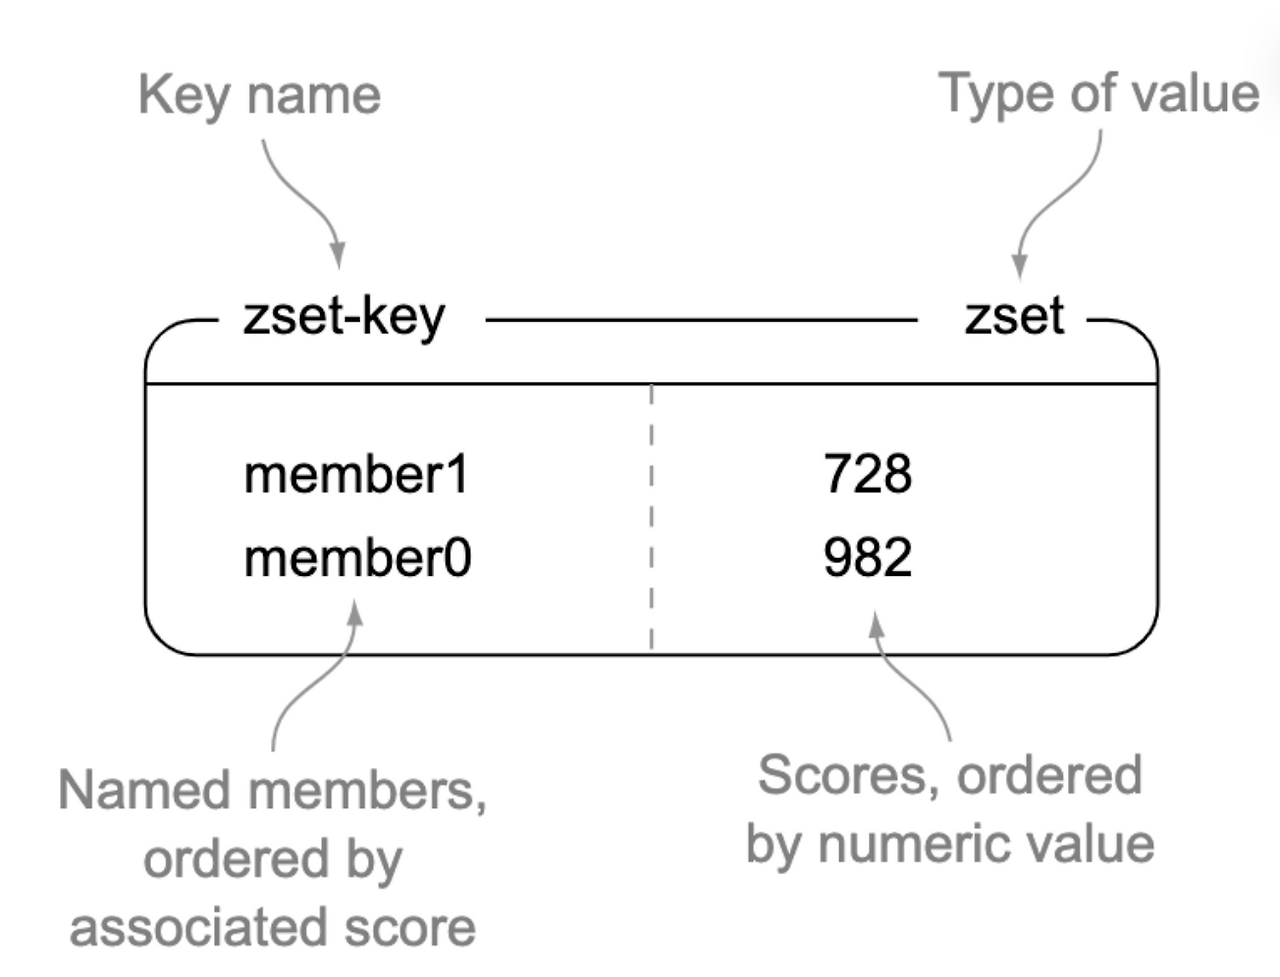 Key name
Type of value
zset-key
zset
member1
728
member0
982
Named members,
ordered by
associated score
Scores, ordered
by numeric value